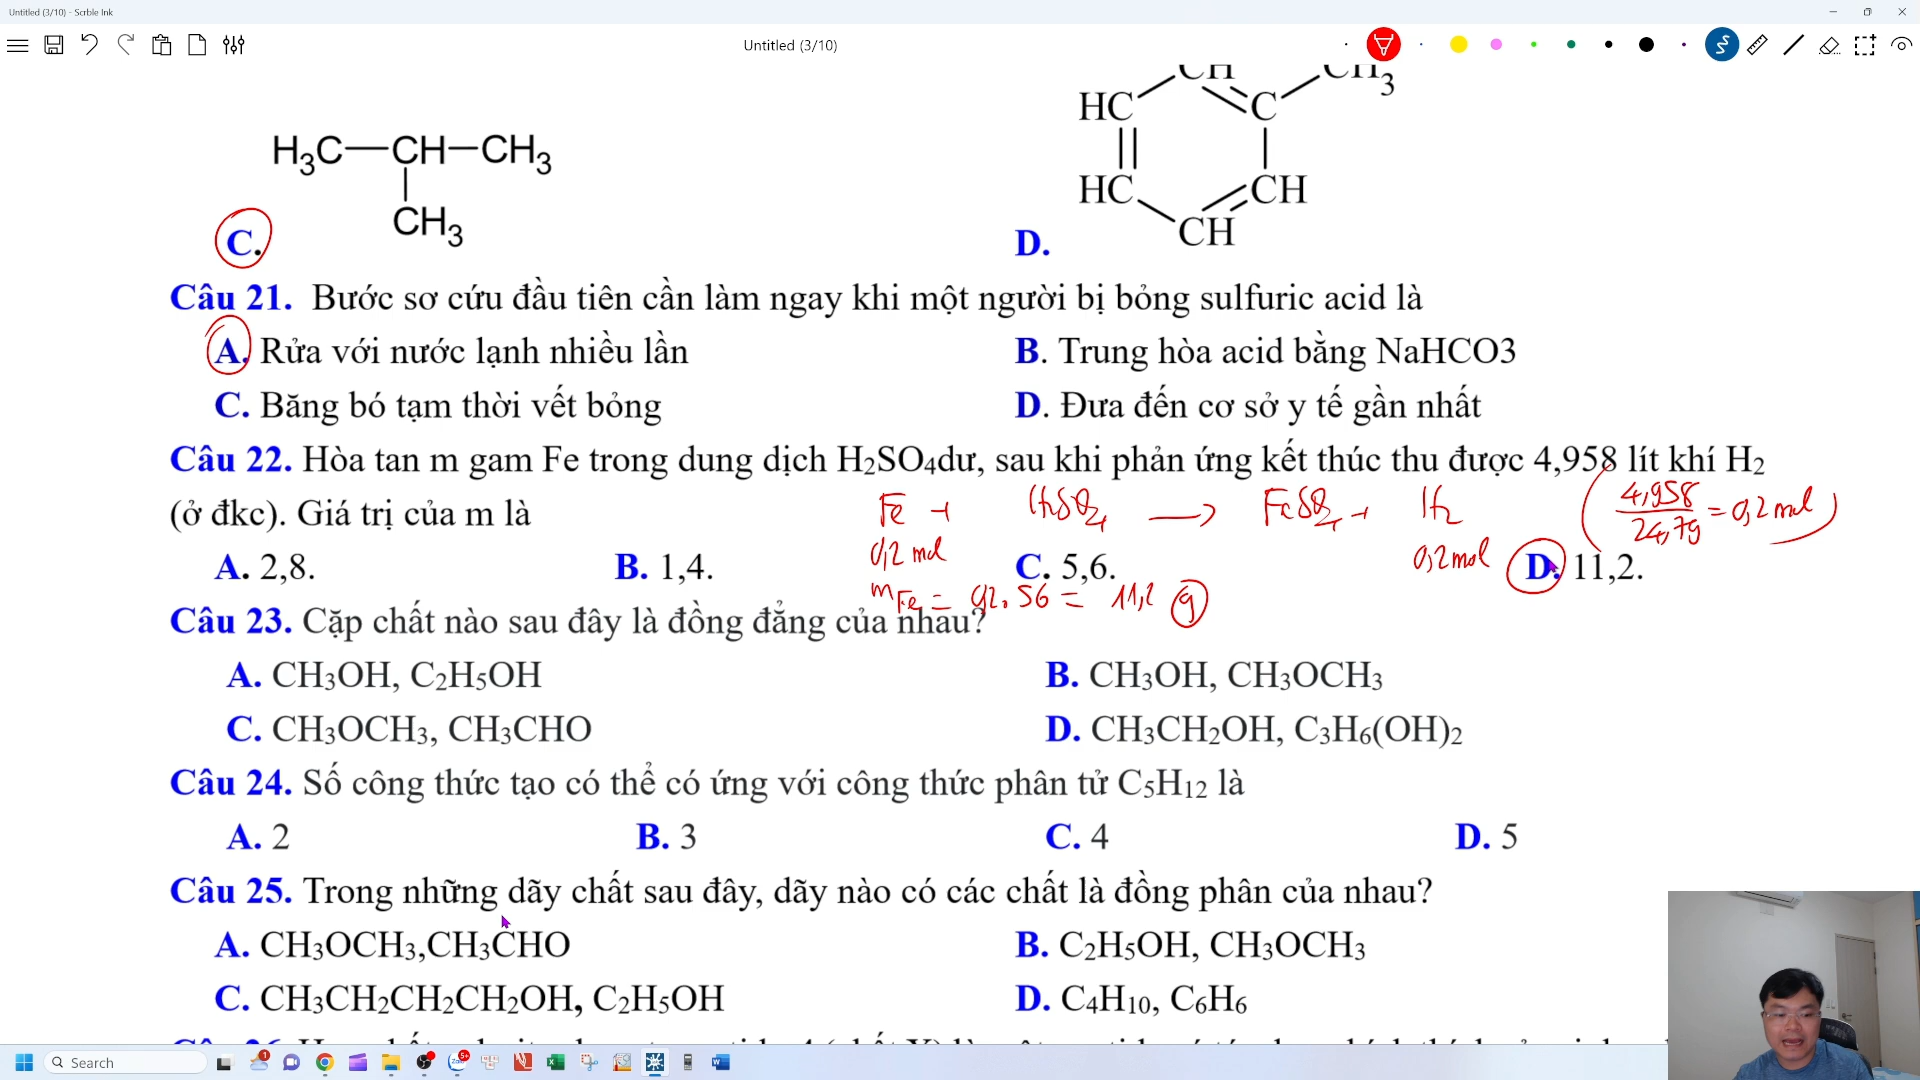 Untitled (3/10) - Scrble Ink
Untitled (3/10)
CH CH₃
HC C
H₃C—CH—CH₃
HC CH
CH₃ CH
C. D.
Câu 21. Bước sơ cứu đầu tiên cần làm ngay khi một người bị bỏng sulfuric acid là
A. Rửa với nước lạnh nhiều lần B. Trung hòa acid bằng NaHCO3
C. Băng bó tạm thời vết bỏng D. Đưa đến cơ sở y tế gần nhất
Câu 22. Hòa tan m gam Fe trong dung dịch H₂SO₄dư, sau khi phản ứng kết thúc thu được 4,958 lít khí H₂
(ở đkc). Giá trị của m là Fe + H₂SO₄ → FeSO₄ + H₂ (4,958/24,79 = 0,2 mol)
0,2 mol 0,2 mol
A. 2,8. B. 1,4. C. 5,6. D. 11,2.
mFe = 0,2. 56 = 11,2 g
Câu 23. Cặp chất nào sau đây là đồng đẳng của nhau?
A. CH₃OH, C₂H₅OH B. CH₃OH, CH₃OCH₃
C. CH₃OCH₃, CH₃CHO D. CH₃CH₂OH, C₃H₆(OH)₂
Câu 24. Số công thức tạo có thể có ứng với công thức phân tử C₅H₁₂ là
A. 2 B. 3 C. 4 D. 5
Câu 25. Trong những dãy chất sau đây, dãy nào có các chất là đồng phân của nhau?
A. CH₃OCH₃,CH₃CHO B. C₂H₅OH, CH₃OCH₃
C. CH₃CH₂CH₂CH₂OH, C₂H₅OH D. C₄H₁₀, C₆H₆
Search